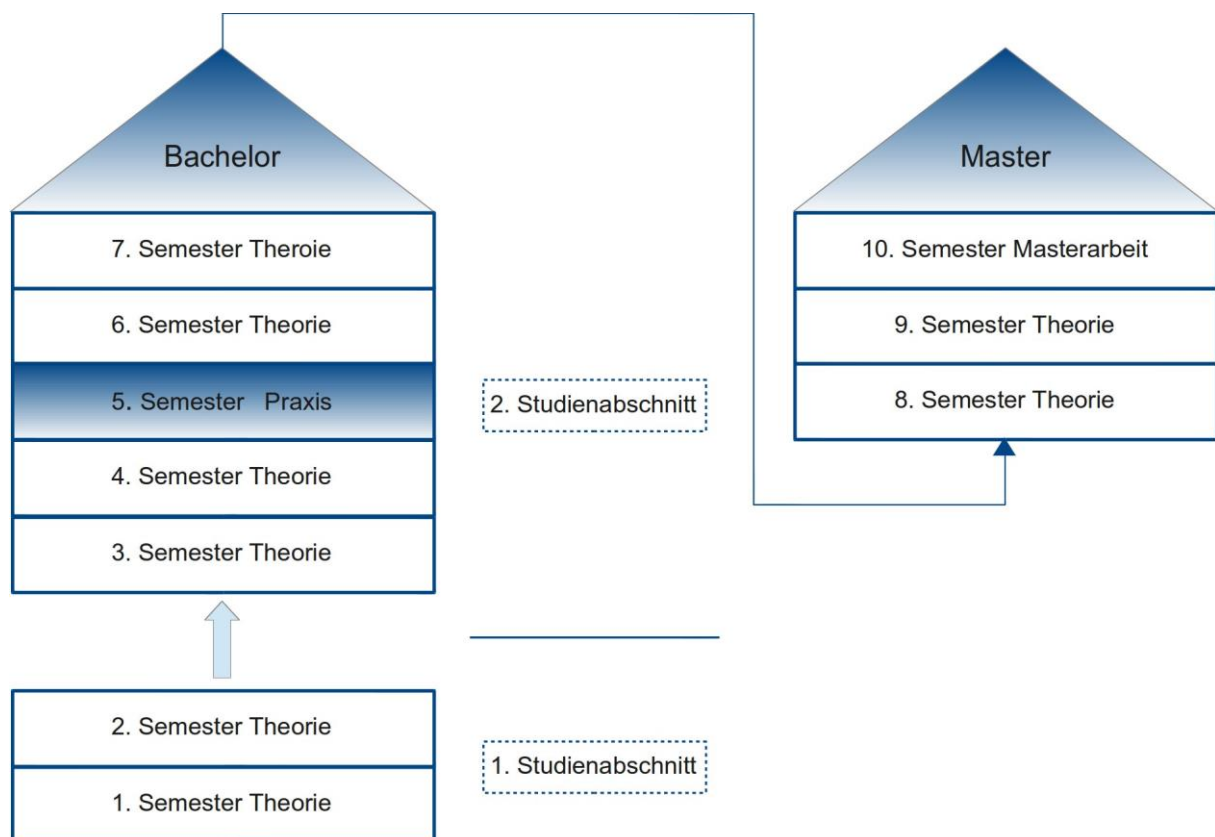 Bachelor
7. Semester Theroie
6. Semester Theorie
5. Semester Praxis
4. Semester Theorie
3. Semester Theorie
2. Semester Theorie
1. Semester Theorie
2. Studienabschnitt
1. Studienabschnitt
Master
10. Semester Masterarbeit
9. Semester Theorie
8. Semester Theorie